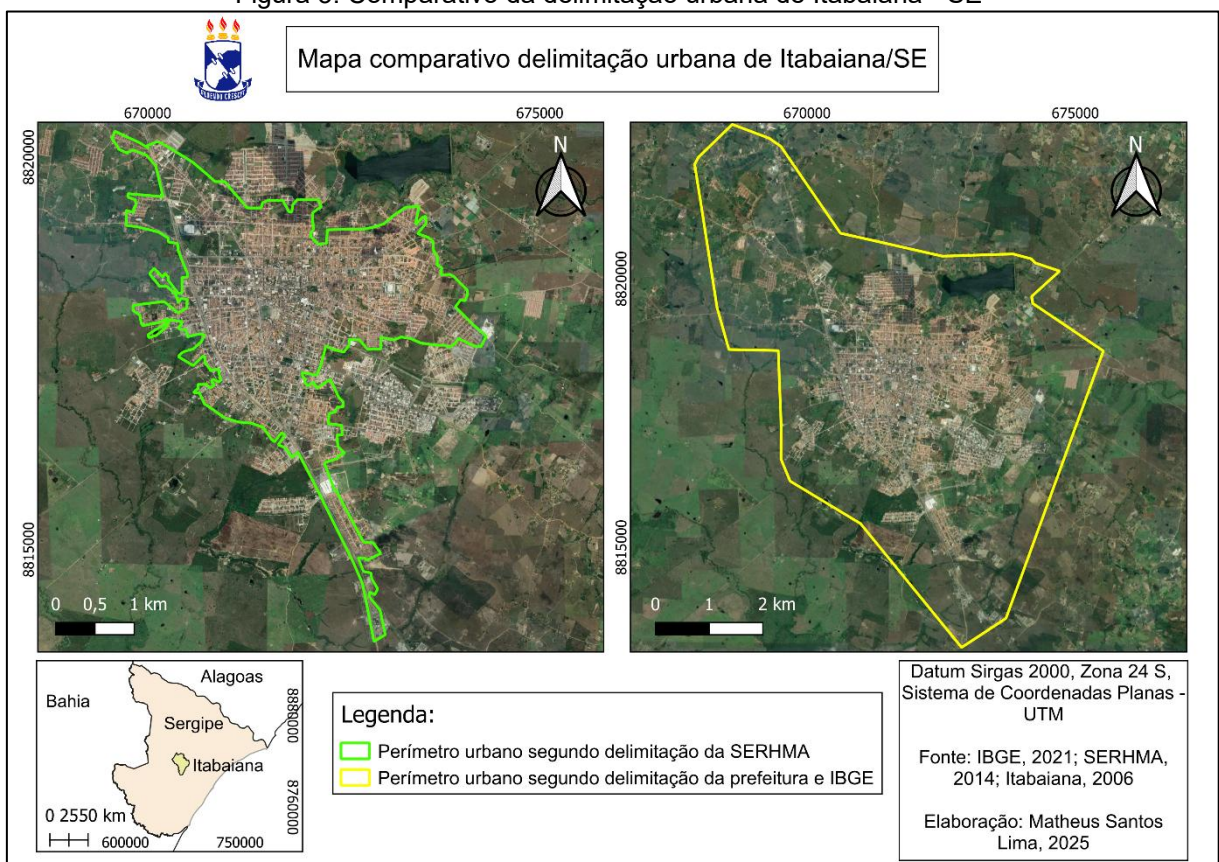 Figura 3. Comparativo da delimitação urbana de Itabaiana - SE
Mapa comparativo delimitação urbana de Itabaiana/SE
670000
675000
670000
675000
8820000
8815000
N
0 0,5 1 km
8820000
8815000
N
0 1 2 km
Bahia
Alagoas
Sergipe
Itabaiana
8880000
8760000
0 2550 km
600000
750000
Legenda:
Perímetro urbano segundo delimitação da SERHMA
Perímetro urbano segundo delimitação da prefeitura e IBGE
Datum Sirgas 2000, Zona 24 S,
Sistema de Coordenadas Planas -
UTM
Fonte: IBGE, 2021; SERHMA,
2014; Itabaiana, 2006
Elaboração: Matheus Santos
Lima, 2025